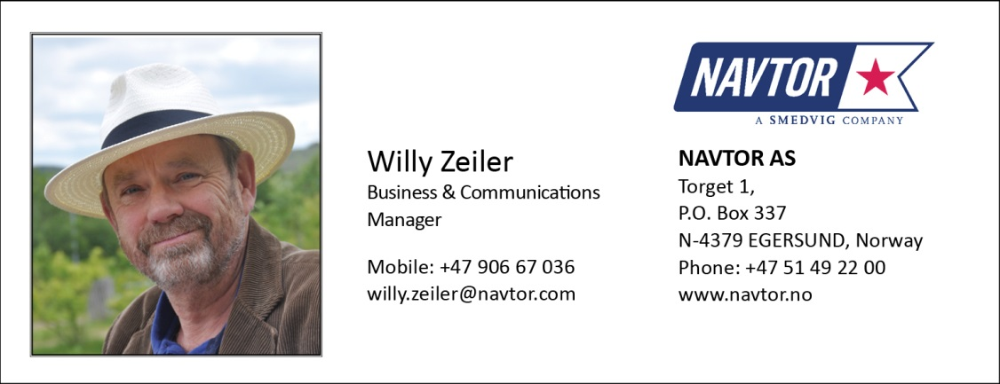 NAVTOR
A SMEDVIG COMPANY
Willy Zeiler
Business & Communications
Manager
Mobile: +47 906 67 036
willy.zeiler@navtor.com
NAVTOR AS
Torget 1,
P.O. Box 337
N-4379 EGERSUND, Norway
Phone: +47 51 49 22 00
www.navtor.no